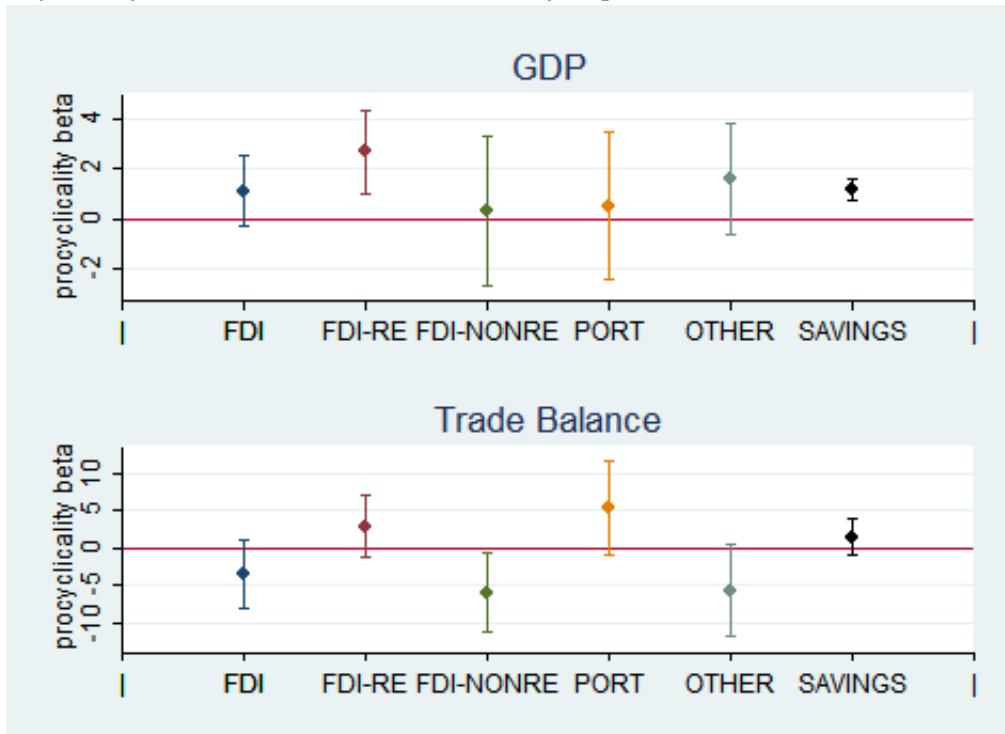 GDP
procyclicality beta
4
2
0
-2
| FDI FDI-RE FDI-NONRE PORT OTHER SAVINGS |
Trade Balance
procyclicality beta
10
5
0
-5
-10
| FDI FDI-RE FDI-NONRE PORT OTHER SAVINGS |